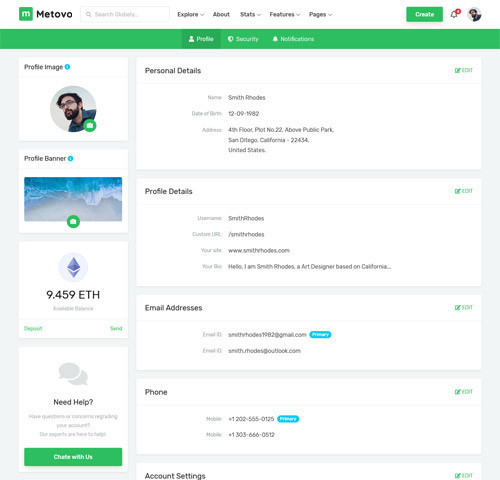 m Metovo
Search Globely...
Explore
About
Stats
Features
Pages
Create
Profile
Security
Notifications
Profile Image
Profile Banner
9.459 ETH
Available Balance
Deposit Send
Need Help?
Have questions or concerns regrading
your account?
Our experts are here to help!.
Chate with Us
Personal Details EDIT
Name: Smith Rhodes
Date of Birth: 12-09-1982
Address: 4th Floor, Plot No.22, Above Public Park,
San Ditego, California - 22434,
United States.
Profile Details EDIT
Username: SmithRhodes
Custom URL: /smithrhodes
Your site: www.smithrhodes.com
Your Bio: Hello, I am Smith Rhodes, a Art Designer based on California...
Email Addresses EDIT
Email ID: smithrhodes1982@gmail.com Primary
Email ID: smith.rhodes@outlook.com
Phone EDIT
Mobile: +1 202-555-0125 Primary
Mobile: +1 303-666-0512
Account Settings EDIT